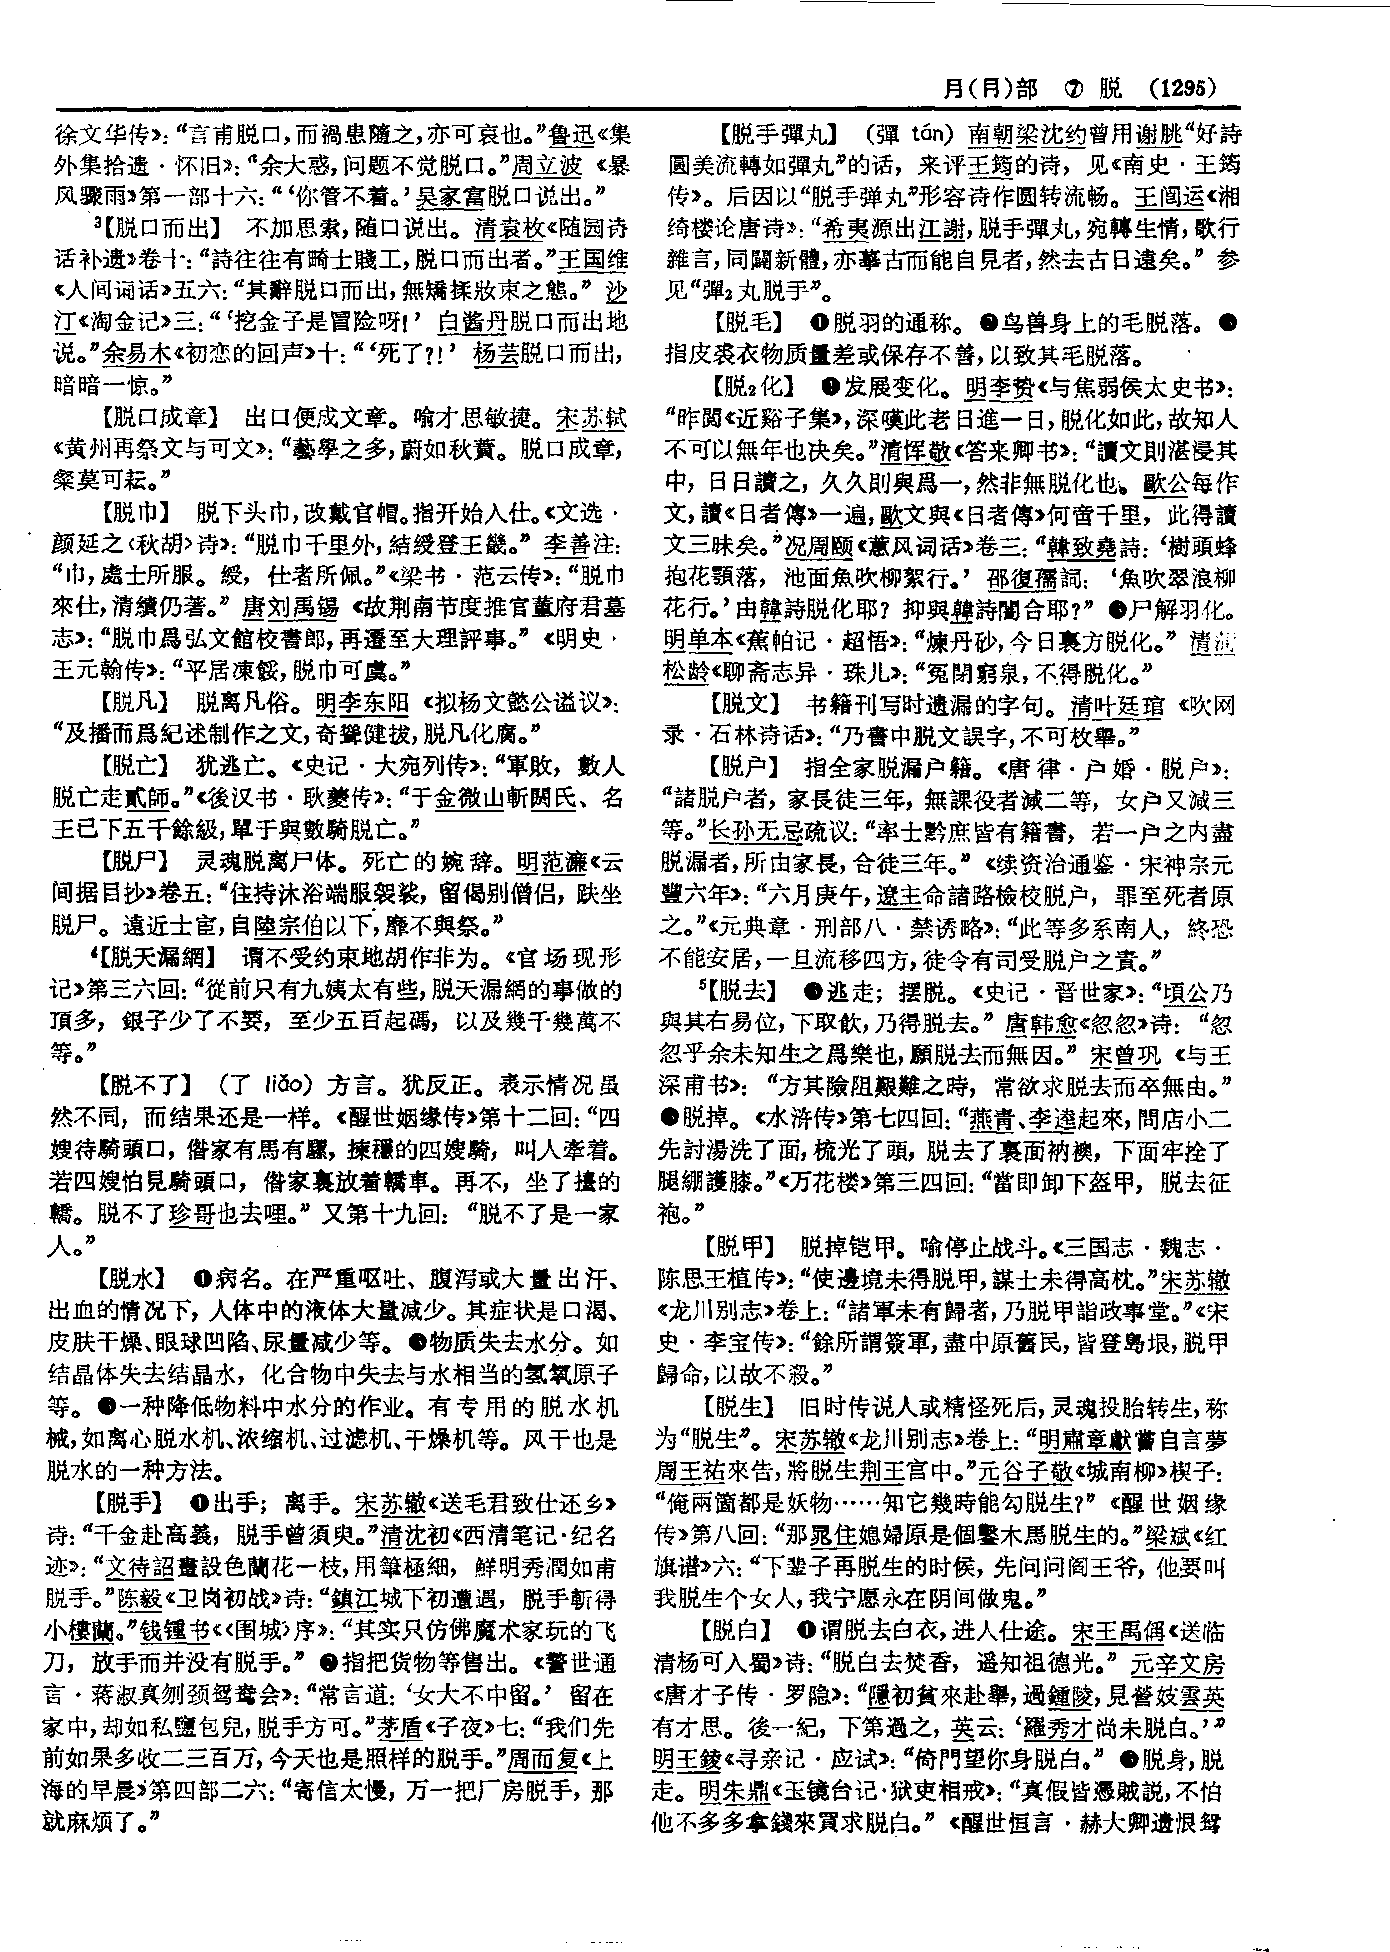 月(⺼)部 ⑦ 脱 (1295)
徐文华传》：“言甫脱口，而禍患隨之，亦可哀也。”鲁迅《集
外集拾遗·怀旧》：“余大惑，问题不觉脱口。”周立波《暴
风骤雨》第一部十六：“‘你管不着。’吴家富脱口说出。”
³【脱口而出】 不加思索，随口说出。清袁枚《随园诗
话补遗》卷十：“詩往往有畸士賤工，脱口而出者。”王国维
《人间词话》五六：“其辭脱口而出，無矯揉妝束之態。”沙
汀《淘金记》三：“‘挖金子是冒险呀！’白酱丹脱口而出地
说。”余易木《初恋的回声》十：“‘死了？！’杨芸脱口而出，
暗暗一惊。”
【脱口成章】 出口便成文章。喻才思敏捷。宋苏轼
《黄州再祭文与可文》：“藝學之多，蔚如秋蕡。脱口成章，
粲莫可耘。”
【脱巾】 脱下头巾，改戴官帽。指开始入仕。《文选·
颜延之〈秋胡〉诗》：“脱巾千里外，結綬登王畿。”李善注：
“巾，處士所服。綬，仕者所佩。”《梁书·范云传》：“脱巾
來仕，清績仍著。”唐刘禹锡《故荆南节度推官董府君墓
志》：“脱巾爲弘文館校書郎，再遷至大理評事。”《明史·
王元翰传》：“平居凍餒，脱巾可虞。”
【脱凡】 脱离凡俗。明李东阳《拟杨文懿公谥议》：
“及播而爲紀述制作之文，奇聳健拔，脱凡化腐。”
【脱亡】 犹逃亡。《史记·大宛列传》：“軍敗，數人
脱亡走貳師。”《後汉书·耿夔传》：“于金微山斬閼氏、名
王已下五千餘級，單于與數騎脱亡。”
【脱尸】 灵魂脱离尸体。死亡的婉辞。明范濂《云
间据目抄》卷五：“住持沐浴端服袈裟，留偈别僧侣，趺坐
脱尸。遠近士宦，自陸宗伯以下，靡不與祭。”
⁴【脱天漏網】 谓不受约束地胡作非为。《官场现形
记》第三六回：“從前只有九姨太有些，脱天漏網的事做的
頂多，銀子少了不要，至少五百起碼，以及幾千幾萬不
等。”
【脱不了】（了 liǎo）方言。犹反正。表示情况虽
然不同，而结果还是一样。《醒世姻缘传》第十二回：“四
嫂待騎頭口，俺家有馬有騾，揀穩的四嫂騎，叫人牽着。
若四嫂怕見騎頭口，俺家裏放着轎車。再不，坐了擡的
轎。脱不了珍哥也去哩。”又第十九回：“脱不了是一家
人。”
【脱水】 ❶病名。在严重呕吐、腹泻或大量出汗、
出血的情况下，人体中的液体大量减少。其症状是口渴、
皮肤干燥、眼球凹陷、尿量减少等。❷物质失去水分。如
结晶体失去结晶水，化合物中失去与水相当的氢氧原子
等。❸一种降低物料中水分的作业。有专用的脱水机
械，如离心脱水机、浓缩机、过滤机、干燥机等。风干也是
脱水的一种方法。
【脱手】 ❶出手；离手。宋苏辙《送毛君致仕还乡》
诗：“千金赴高義，脱手曾須臾。”清沈初《西清笔记·纪名
迹》：“文待詔畫設色蘭花一枝，用筆極細，鮮明秀潤如甫
脱手。”陈毅《卫岗初战》诗：“鎮江城下初遭遇，脱手斬得
小樓蘭。”钱锺书《〈围城〉序》：“其实只仿佛魔术家玩的飞
刀，放手而并没有脱手。”❷指把货物等售出。《警世通
言·蒋淑真刎颈鸳鸯会》：“常言道：‘女大不中留。’留在
家中，却如私鹽包兒，脱手方可。”茅盾《子夜》七：“我们先
前如果多收二三百万，今天也是照样的脱手。”周而复《上
海的早晨》第四部二六：“寄信太慢，万一把厂房脱手，那
就麻烦了。”
【脱手彈丸】（彈 tán）南朝梁沈约曾用谢朓“好詩
圓美流轉如彈丸”的话，来评王筠的诗，见《南史·王筠
传》。后因以“脱手弹丸”形容诗作圆转流畅。王闿运《湘
绮楼论唐诗》：“希夷源出江謝，脱手彈丸，宛轉生情，歌行
雜言，同闢新體，亦摹古而能自見者，然去古日遠矣。”参
见“彈₂丸脱手”。
【脱毛】 ❶脱羽的通称。❷鸟兽身上的毛脱落。❸
指皮裘衣物质量差或保存不善，以致其毛脱落。
【脱₂化】 ❶发展变化。明李贽《与焦弱侯太史书》：
“昨閲《近谿子集》，深嘆此老日進一日，脱化如此，故知人
不可以無年也决矣。”清恽敬《答来卿书》：“讀文則湛浸其
中，日日讀之，久久則與爲一，然非無脱化也。歐公每作
文，讀《日者傳》一遍，歐文與《日者傳》何啻千里，此得讀
文三昧矣。”况周颐《蕙风词话》卷三：“韓致堯詩：‘樹頭蜂
抱花鬚落，池面魚吹柳絮行。’邵復孺詞：‘魚吹翠浪柳
花行。’由韓詩脱化耶？抑與韓詩闇合耶？”❷尸解羽化。
明单本《蕉帕记·超悟》：“煉丹砂，今日裏方脱化。”清蒲
松龄《聊斋志异·珠儿》：“冤閉窮泉，不得脱化。”
【脱文】 书籍刊写时遗漏的字句。清叶廷琯《吹网
录·石林诗话》：“乃書中脱文誤字，不可枚舉。”
【脱户】 指全家脱漏户籍。《唐律·户婚·脱户》：
“諸脱户者，家長徒三年，無課役者減二等，女户又減三
等。”长孙无忌疏议：“率土黔庶皆有籍書，若一户之内盡
脱漏者，所由家長，合徒三年。”《续资治通鉴·宋神宗元
豐六年》：“六月庚午，遼主命諸路檢校脱户，罪至死者原
之。”《元典章·刑部八·禁诱略》：“此等多系南人，終恐
不能安居，一旦流移四方，徒令有司受脱户之責。”
⁵【脱去】 ❶逃走；摆脱。《史记·晋世家》：“頃公乃
與其右易位，下取飲，乃得脱去。”唐韩愈《忽忽》诗：“忽
忽乎余未知生之爲樂也，願脱去而無因。”宋曾巩《与王
深甫书》：“方其險阻艱難之時，常欲求脱去而卒無由。”
❷脱掉。《水浒传》第七四回：“燕青、李逵起來，問店小二
先討湯洗了面，梳光了頭，脱去了裏面衲襖，下面牢拴了
腿繃護膝。”《万花楼》第三四回：“當即卸下盔甲，脱去征
袍。”
【脱甲】 脱掉铠甲。喻停止战斗。《三国志·魏志·
陈思王植传》：“使邊境未得脱甲，謀士未得高枕。”宋苏辙
《龙川别志》卷上：“諸軍未有歸者，乃脱甲詣政事堂。”《宋
史·李宝传》：“餘所謂簽軍，盡中原舊民，皆登島垠，脱甲
歸命，以故不殺。”
【脱生】 旧时传说人或精怪死后，灵魂投胎转生，称
为“脱生”。宋苏辙《龙川别志》卷上：“明肅章獻嘗自言夢
周王祐來告，將脱生荆王宫中。”元谷子敬《城南柳》楔子：
“俺兩箇都是妖物……知它幾時能勾脱生？”《醒世姻缘
传》第八回：“那晁住媳婦原是個鑿木馬脱生的。”梁斌《红
旗谱》六：“下辈子再脱生的时候，先问问阎王爷，他要叫
我脱生个女人，我宁愿永在阴间做鬼。”
【脱白】 ❶谓脱去白衣，进入仕途。宋王禹偁《送临
清杨可入蜀》诗：“脱白去焚香，遥知祖德光。”元辛文房
《唐才子传·罗隐》：“隱初貧來赴舉，過鍾陵，見營妓雲英
有才思。後一紀，下第過之，英云：‘羅秀才尚未脱白。’”
明王錂《寻亲记·应试》：“倚門望你身脱白。”❷脱身，脱
走。明朱鼎《玉镜台记·狱吏相戒》：“真假皆憑賊説，不怕
他不多多拿錢來買求脱白。”《醒世恒言·赫大卿遗恨鸳